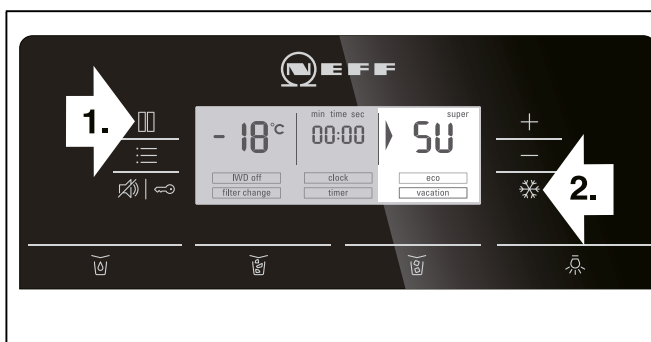 NEFF
1.
min time sec
super
- 18°C
00:00
SU
IWD off
clock
eco
filter change
timer
vacation
+
-
2.